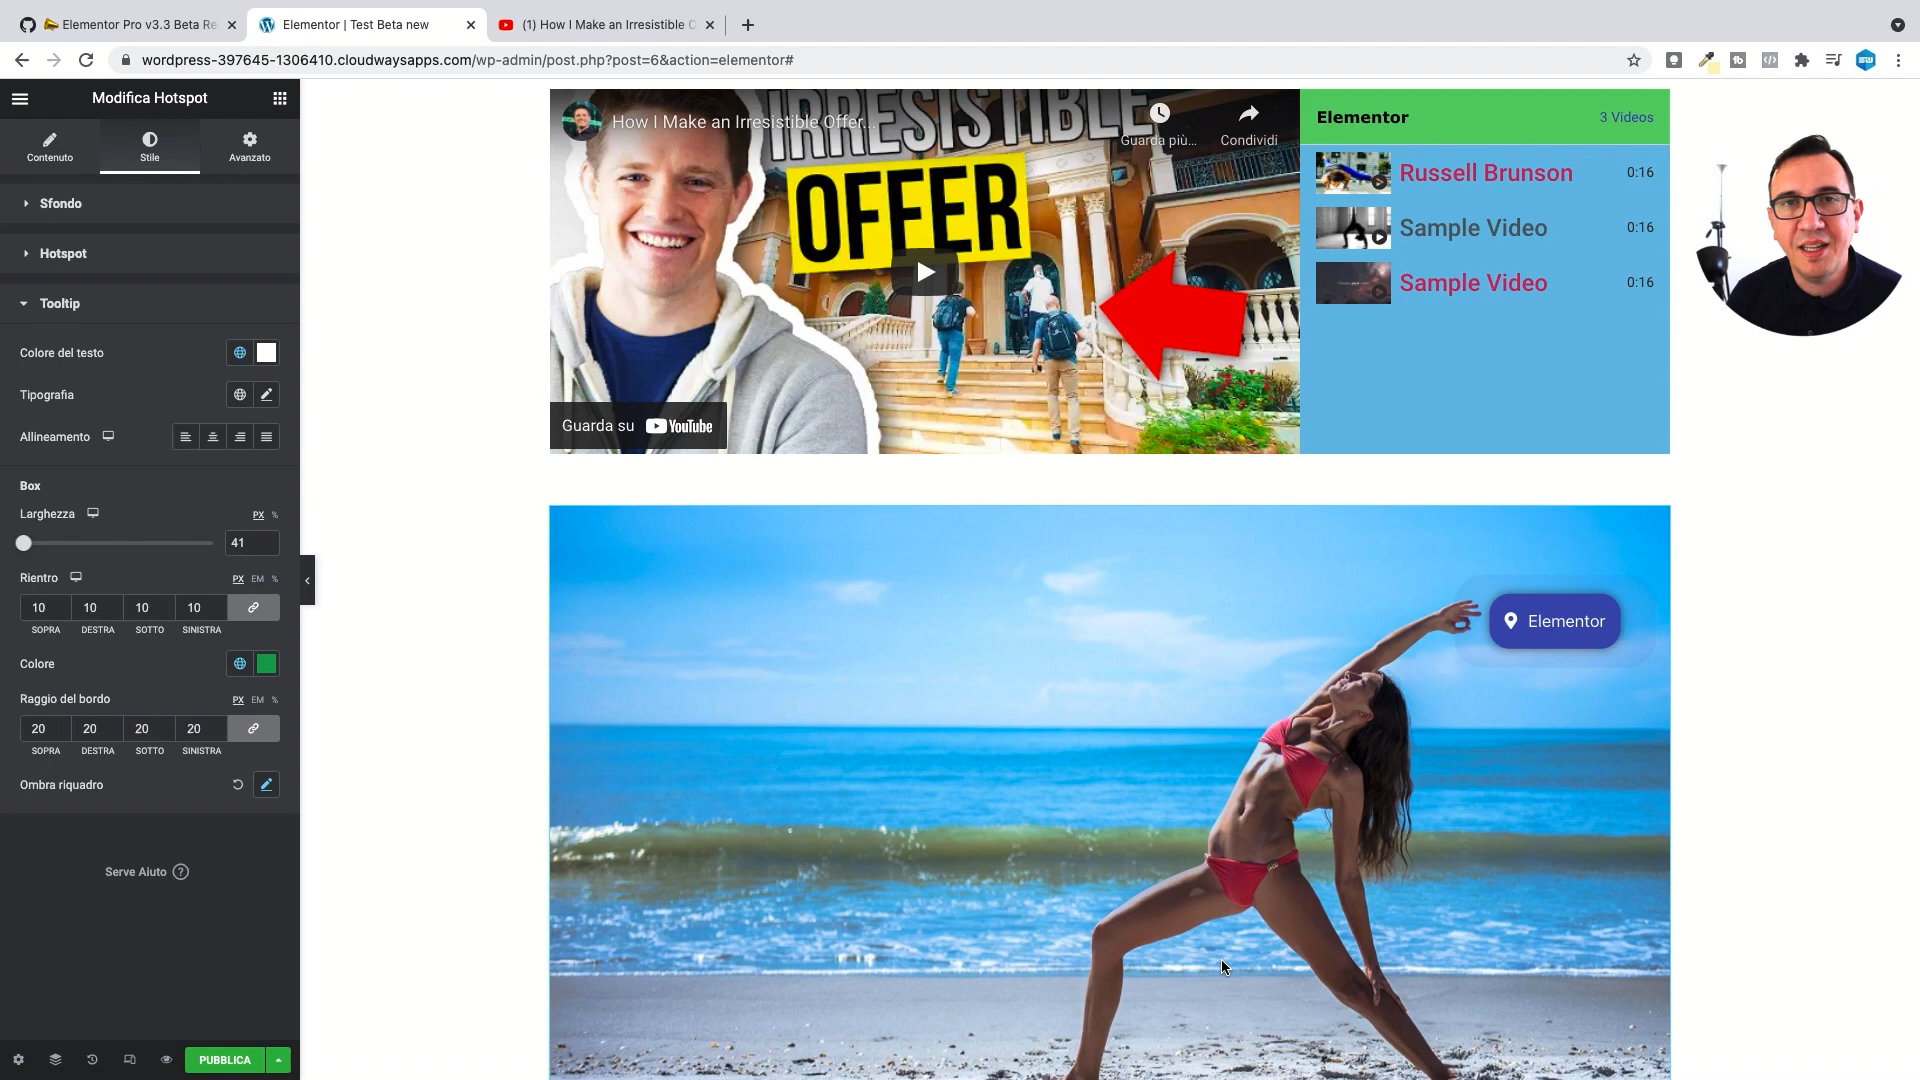 Elementor Pro v3.3 Beta Re
Elementor | Test Beta new
(1) How I Make an Irresistible O
wordpress-397645-1306410.cloudwaysapps.com/wp-admin/post.php?post=6&action=elementor#
Modifica Hotspot
Contenuto
Stile
Avanzato
Sfondo
Hotspot
Tooltip
Colore del testo
Tipografia
Allineamento
Box
Larghezza
PX %
41
Rientro
PX EM %
10 10 10 10
SOPRA DESTRA SOTTO SINISTRA
Colore
Raggio del bordo
PX EM %
20 20 20 20
SOPRA DESTRA SOTTO SINISTRA
Ombra riquadro
Serve Aiuto ?
PUBBLICA
IRRESISTIBLE
How I Make an Irresistible Offer...
Guarda più...
Condividi
OFFER
Guarda su YouTube
Elementor
3 Videos
Russell Brunson
0:16
Sample Video
0:16
Sample Video
0:16
Elementor